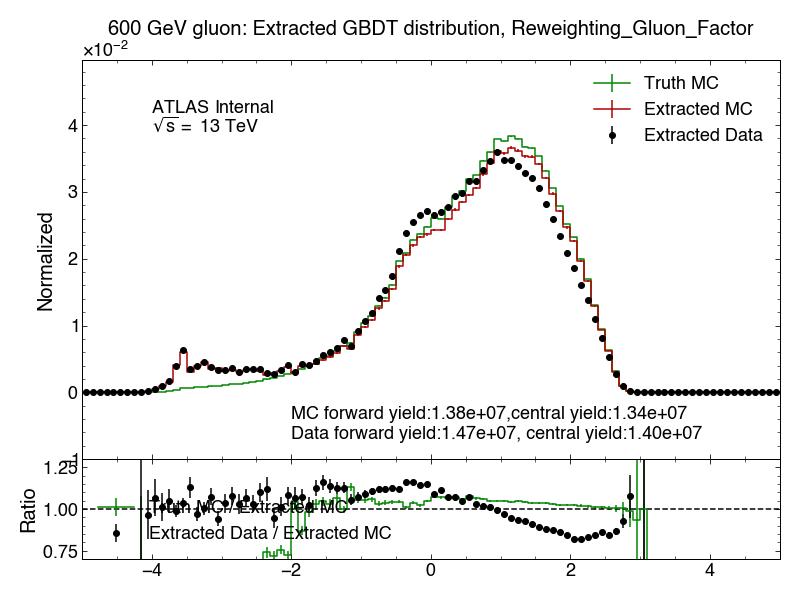 600 GeV gluon: Extracted GBDT distribution, Reweighting_Gluon_Factor
×10⁻²
ATLAS Internal
√s = 13 TeV
Truth MC
Extracted MC
Extracted Data
Normalized
4
3
2
1
0
MC forward yield:1.38e+07,central yield:1.34e+07
Data forward yield:1.47e+07, central yield:1.40e+07
Ratio
1.25
1.00
0.75
Truth MC / Extracted MC
Extracted Data / Extracted MC
−4
−2
0
2
4